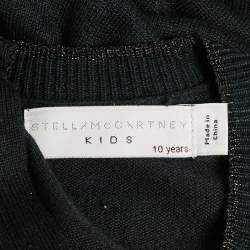 STELLA McCARTNEY
KIDS
10 years
Made in
China